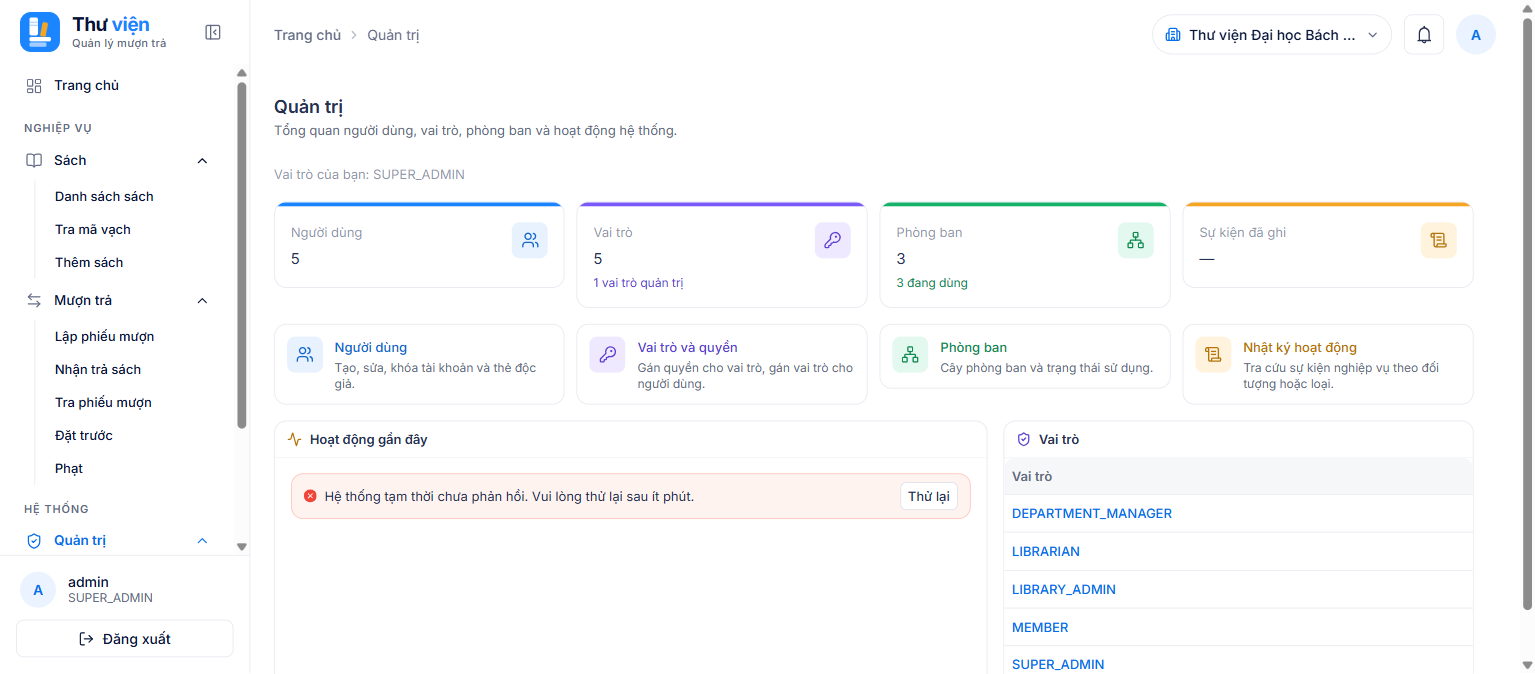 Thư viện
Quản lý mượn trả
Trang chủ
NGHIỆP VỤ
Sách
Danh sách sách
Tra mã vạch
Thêm sách
Mượn trả
Lập phiếu mượn
Nhận trả sách
Tra phiếu mượn
Đặt trước
Phạt
HỆ THỐNG
Quản trị
A
admin
SUPER_ADMIN
Đăng xuất
Trang chủ > Quản trị
Thư viện Đại học Bách ...
A
Quản trị
Tổng quan người dùng, vai trò, phòng ban và hoạt động hệ thống.
Vai trò của bạn: SUPER_ADMIN
Người dùng
5
Vai trò
5
1 vai trò quản trị
Phòng ban
3
3 đang dùng
Sự kiện đã ghi
—
Người dùng
Tạo, sửa, khóa tài khoản và thẻ độc
giả.
Vai trò và quyền
Gán quyền cho vai trò, gán vai trò cho
người dùng.
Phòng ban
Cây phòng ban và trạng thái sử dụng.
Nhật ký hoạt động
Tra cứu sự kiện nghiệp vụ theo đối
tượng hoặc loại.
Hoạt động gần đây
Hệ thống tạm thời chưa phản hồi. Vui lòng thử lại sau ít phút.
Thử lại
Vai trò
Vai trò
DEPARTMENT_MANAGER
LIBRARIAN
LIBRARY_ADMIN
MEMBER
SUPER_ADMIN